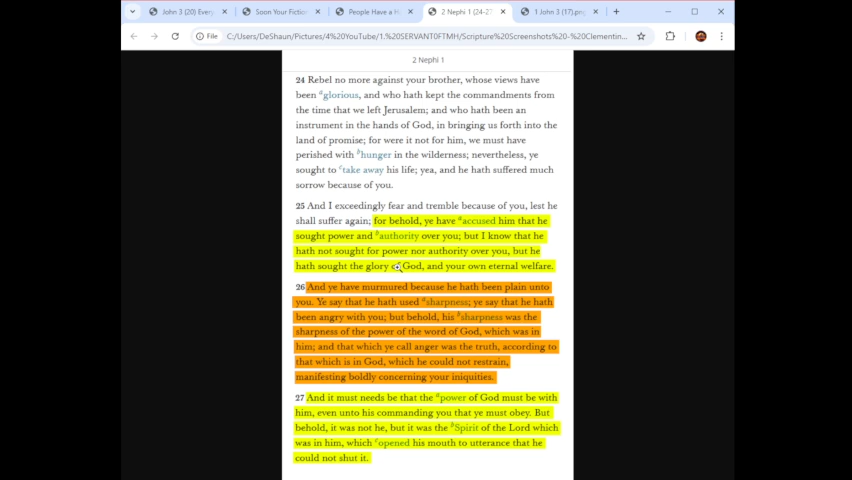 John 3 (20) Every
Soon Your Fiction
People Have a H
2 Nephi 1 (24-27
1 John 3 (17).png
File
C:/Users/DeShaun/Pictures/4%20YouTube/1.%20SERVANT0FTMH/Scripture%20Screenshots%20-%20Clementin...
2 Nephi 1
24 Rebel no more against your brother, whose views have
been a glorious, and who hath kept the commandments from
the time that we left Jerusalem; and who hath been an
instrument in the hands of God, in bringing us forth into the
land of promise; for were it not for him, we must have
perished with b hunger in the wilderness; nevertheless, ye
sought to c take away his life; yea, and he hath suffered much
sorrow because of you.
25 And I exceedingly fear and tremble because of you, lest he
shall suffer again; for behold, ye have a accused him that he
sought power and b authority over you; but I know that he
hath not sought for power nor authority over you, but he
hath sought the glory of God, and your own eternal welfare.
26 And ye have murmured because he hath been plain unto
you. Ye say that he hath used a sharpness; ye say that he hath
been angry with you; but behold, his b sharpness was the
sharpness of the power of the word of God, which was in
him; and that which ye call anger was the truth, according to
that which is in God, which he could not restrain,
manifesting boldly concerning your iniquities.
27 And it must needs be that the a power of God must be with
him, even unto his commanding you that ye must obey. But
behold, it was not he, but it was the b Spirit of the Lord which
was in him, which c opened his mouth to utterance that he
could not shut it.